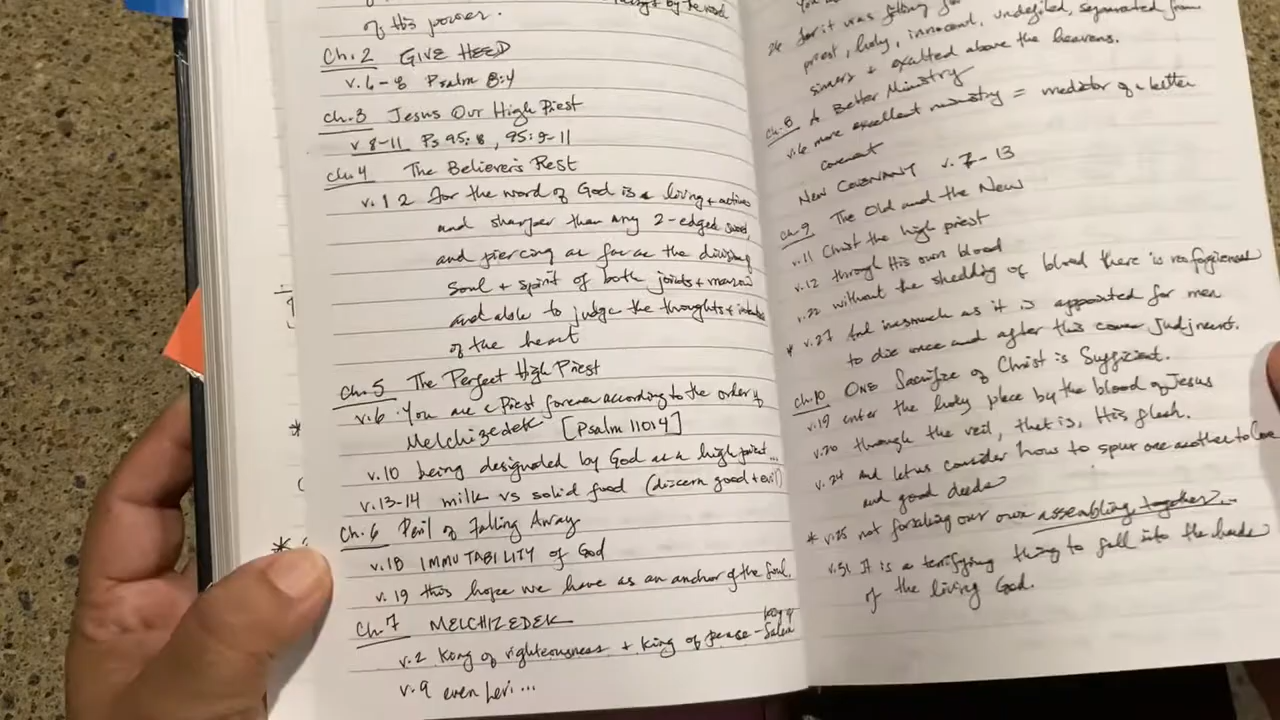 of His power.
taught by the word
Ch. 2 GIVE HEED
v. 6-8 Psalm 8:4
Ch. 3 Jesus Our High Priest
v 8-11 Ps 95:8, 95:9-11
Ch. 4 The Believer's Rest
v. 12 for the word of God is living + active
and sharper than any 2-edged sword,
and piercing as far as the division
soul + spirit of both joints + marrow
and able to judge the thoughts + intents
of the heart
Ch. 5 The Perfect High Priest
v. 6 You are a Priest forever according to the order of
Melchizedek [Psalm 110:4]
v. 10 being designated by God as a high priest...
v. 13-14 milk vs solid food (discern good + evil)
Ch. 6 Peril of Falling Away
v. 18 IMMUTABILITY of God
v. 19 this hope we have as an anchor of the soul,
Ch. 7 MELCHIZEDEK
v. 2 King of righteousness + King of peace - Salem
King of
v. 9 even Levi...
You
26 for it was fitting for
priest, holy, innocent, undefiled, separated from
sinners + exalted above the heavens.
Ch. 8 A Better Ministry
v. 6 more excellent ministry = mediator of a better
covenant
NEW COVENANT v. 7-13
Ch 9 The Old and the New
v. 11 Christ the high priest
v. 12 through His own blood
v. 22 without the shedding of blood there is no forgiveness
* v. 27 And inasmuch as it is appointed for men
to die once and after this comes judgment.
Ch. 10 ONE Sacrifice of Christ is Sufficient.
v. 19 enter the holy place by the blood of Jesus
v. 20 through the veil, that is, His flesh.
v. 24 and let us consider how to spur one another to love
and good deeds
* v. 25 not forsaking our own assembling together...
v. 31 It is a terrifying thing to fall into the hands
of the living God.